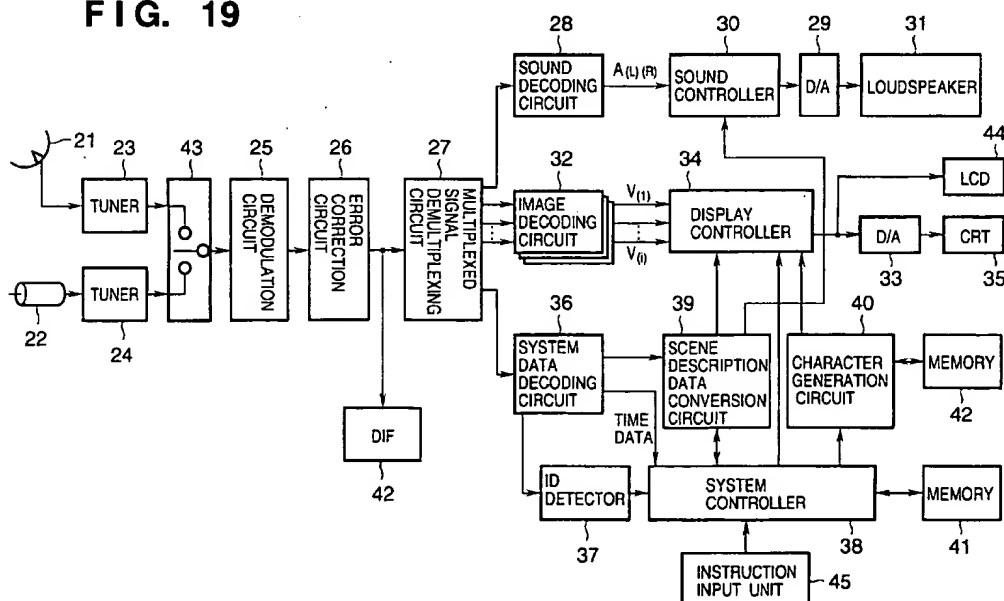 FIG. 19
28
30
29
31
SOUND
DECODING
CIRCUIT
A(L) (R)
SOUND
CONTROLLER
D/A
LOUDSPEAKER
21
23
43
25
26
27
32
34
44
TUNER
DEMODULATION
CIRCUIT
ERROR
CORRECTION
CIRCUIT
MULTIPLEXED
SIGNAL
DEMULTIPLEXING
CIRCUIT
IMAGE
DECODING
CIRCUIT
V(1)
V(i)
DISPLAY
CONTROLLER
LCD
D/A
CRT
33
35
TUNER
22
24
36
39
40
SYSTEM
DATA
DECODING
CIRCUIT
SCENE
DESCRIPTION
DATA
CONVERSION
CIRCUIT
CHARACTER
GENERATION
CIRCUIT
MEMORY
42
TIME
DATA
DIF
42
ID
DETECTOR
37
SYSTEM
CONTROLLER
38
MEMORY
41
INSTRUCTION
INPUT UNIT
45